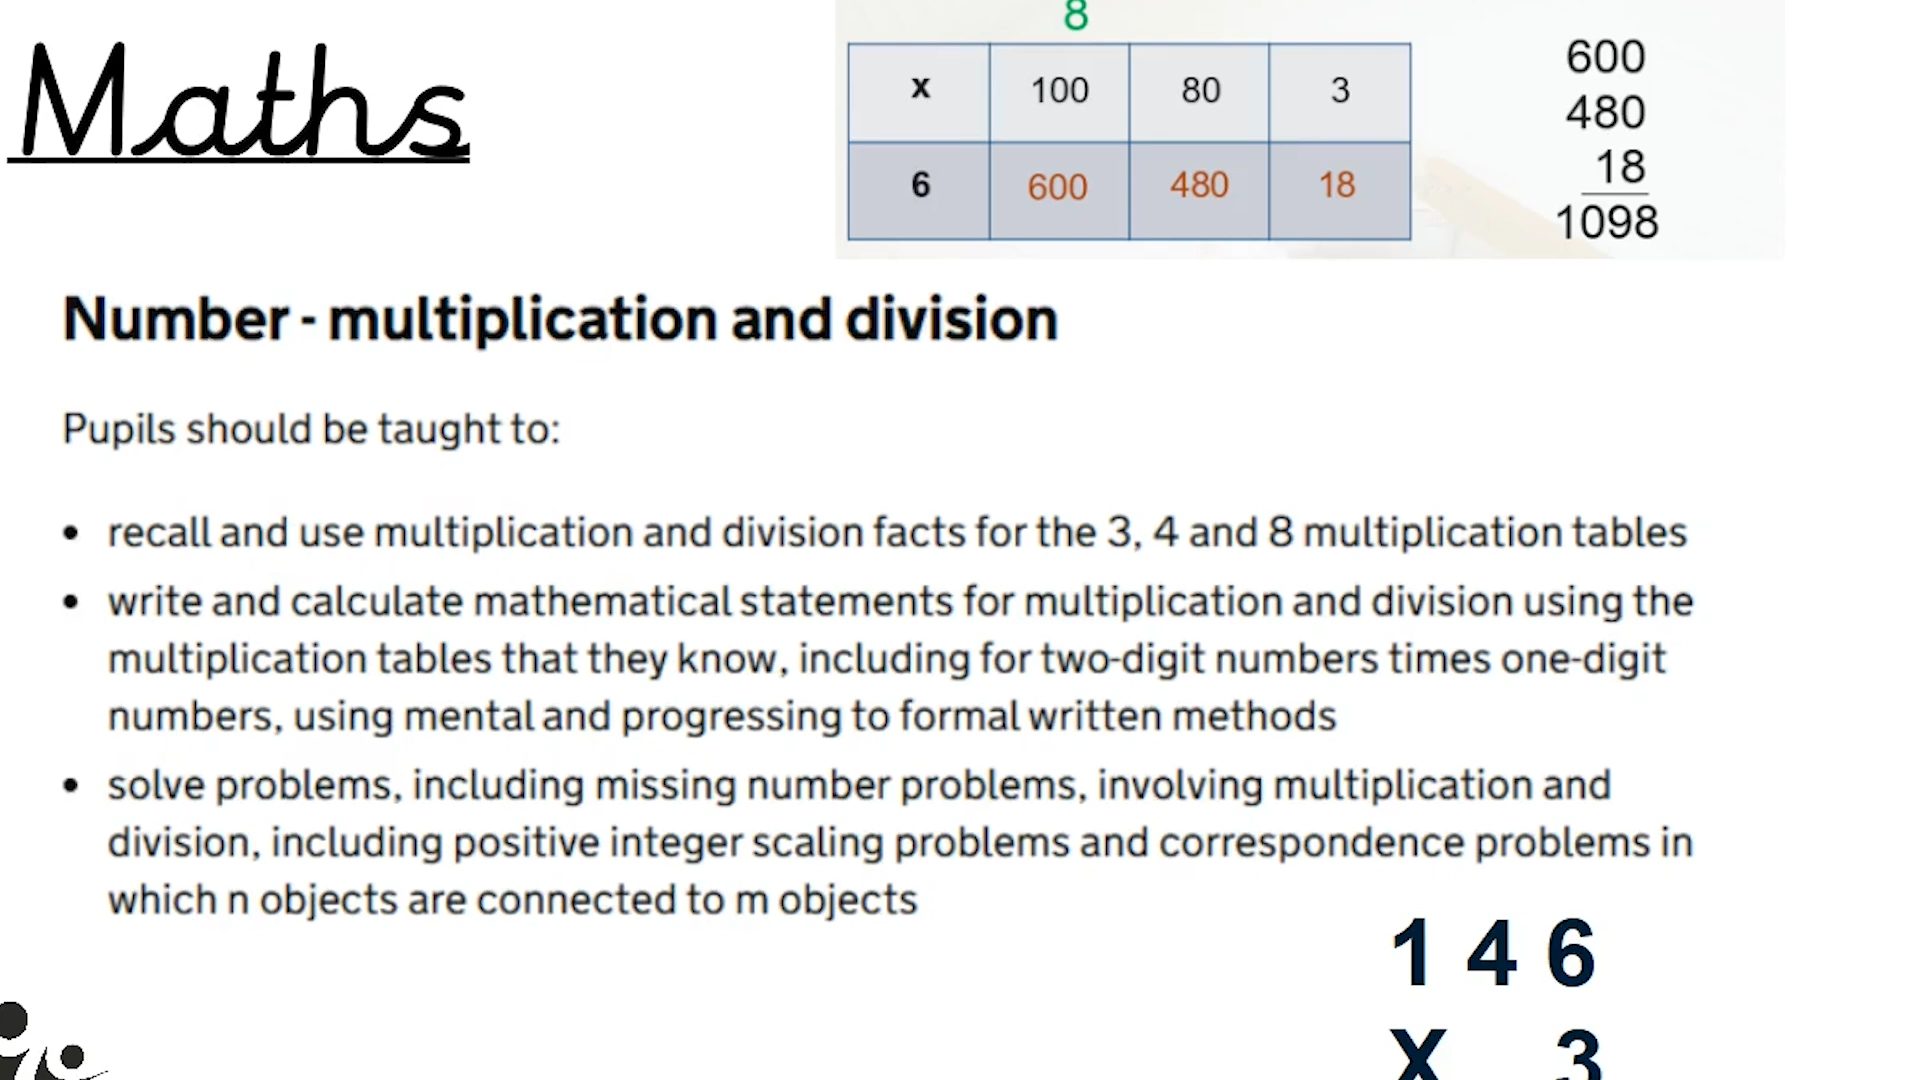 Maths
8
x 100 80 3
6 600 480 18
600
480
18
1098
Number - multiplication and division
Pupils should be taught to:
• recall and use multiplication and division facts for the 3, 4 and 8 multiplication tables
• write and calculate mathematical statements for multiplication and division using the
multiplication tables that they know, including for two-digit numbers times one-digit
numbers, using mental and progressing to formal written methods
• solve problems, including missing number problems, involving multiplication and
division, including positive integer scaling problems and correspondence problems in
which n objects are connected to m objects
1 4 6
X 3